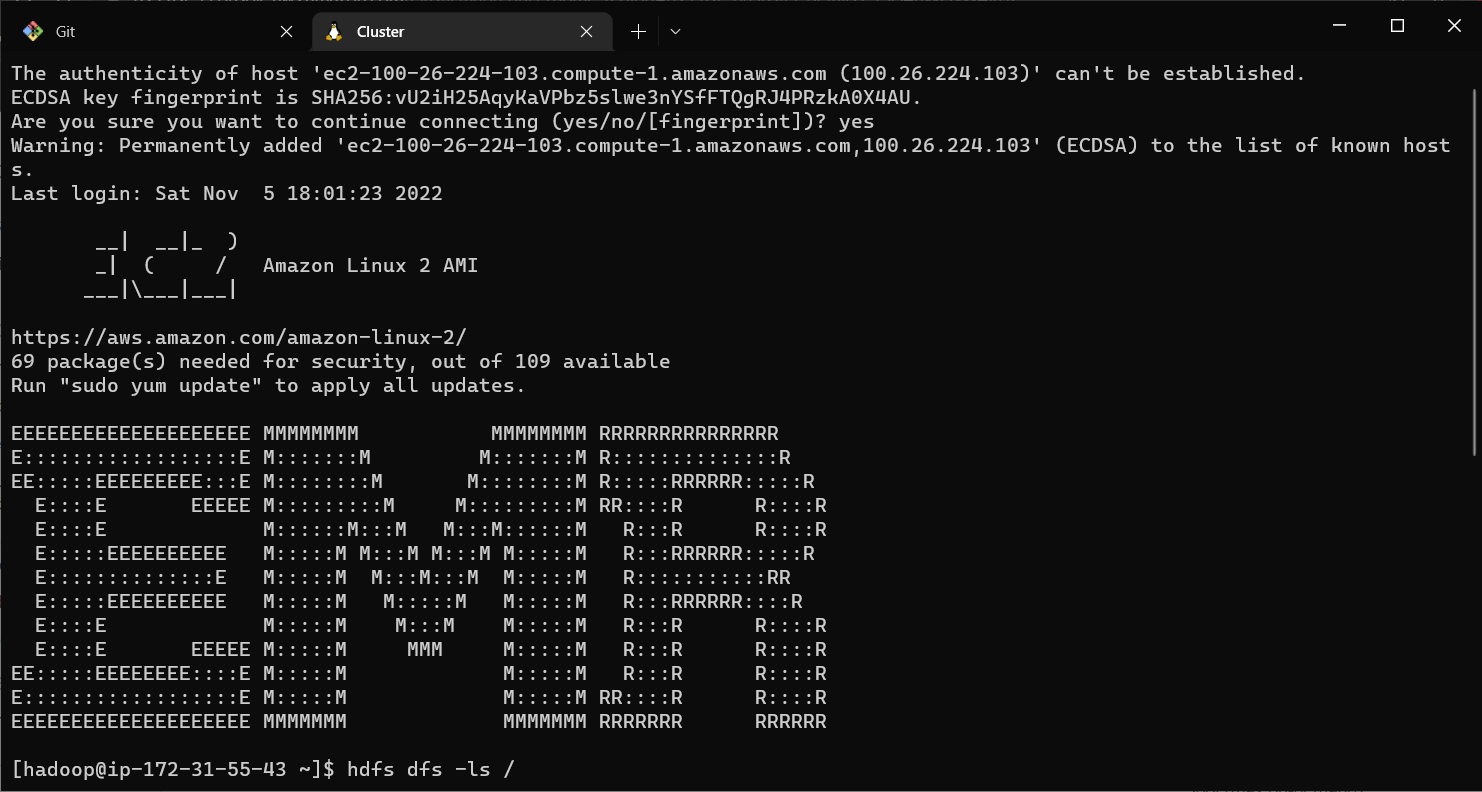 Git
Cluster
The authenticity of host 'ec2-100-26-224-103.compute-1.amazonaws.com (100.26.224.103)' can't be established.
ECDSA key fingerprint is SHA256:vU2iH25AqyKaVPbz5slwe3nYSfFTQgRJ4PRzkA0X4AU.
Are you sure you want to continue connecting (yes/no/[fingerprint])? yes
Warning: Permanently added 'ec2-100-26-224-103.compute-1.amazonaws.com,100.26.224.103' (ECDSA) to the list of known host
s.
Last login: Sat Nov  5 18:01:23 2022

       __|  __|_  )
       _|  (     /   Amazon Linux 2 AMI
      ___|\___|___|

https://aws.amazon.com/amazon-linux-2/
69 package(s) needed for security, out of 109 available
Run "sudo yum update" to apply all updates.

EEEEEEEEEEEEEEEEEEEE MMMMMMMM           MMMMMMMM RRRRRRRRRRRRRRR
E::::::::::::::::::E M:::::::M         M:::::::M R::::::::::::::R
EE:::::EEEEEEEEE:::E M::::::::M       M::::::::M R:::::RRRRRR:::::R
  E::::E       EEEEE M:::::::::M     M:::::::::M RR::::R      R::::R
  E::::E             M::::::M:::M   M:::M::::::M   R:::R      R::::R
  E:::::EEEEEEEEEE   M:::::M M:::M M:::M M:::::M   R:::RRRRRR:::::R
  E::::::::::::::E   M:::::M  M:::M:::M  M:::::M   R:::::::::::RR
  E:::::EEEEEEEEEE   M:::::M   M:::::M   M:::::M   R:::RRRRRR::::R
  E::::E             M:::::M    M:::M    M:::::M   R:::R      R::::R
  E::::E       EEEEE M:::::M     MMM     M:::::M   R:::R      R::::R
EE:::::EEEEEEEE::::E M:::::M             M:::::M   R:::R      R::::R
E::::::::::::::::::E M:::::M             M:::::M RR::::R      R::::R
EEEEEEEEEEEEEEEEEEEE MMMMMMM             MMMMMMM RRRRRRR      RRRRRR

[hadoop@ip-172-31-55-43 ~]$ hdfs dfs -ls /